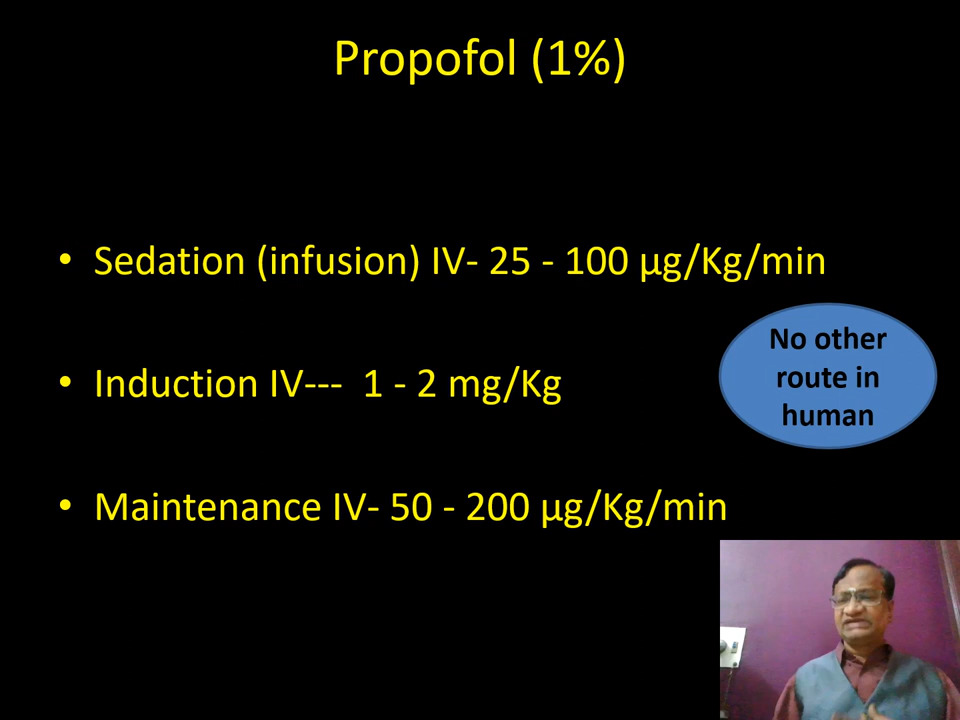 Propofol (1%)
• Sedation (infusion) IV- 25 - 100 µg/Kg/min
No other
route in
human
• Induction IV--- 1 - 2 mg/Kg
• Maintenance IV- 50 - 200 µg/Kg/min